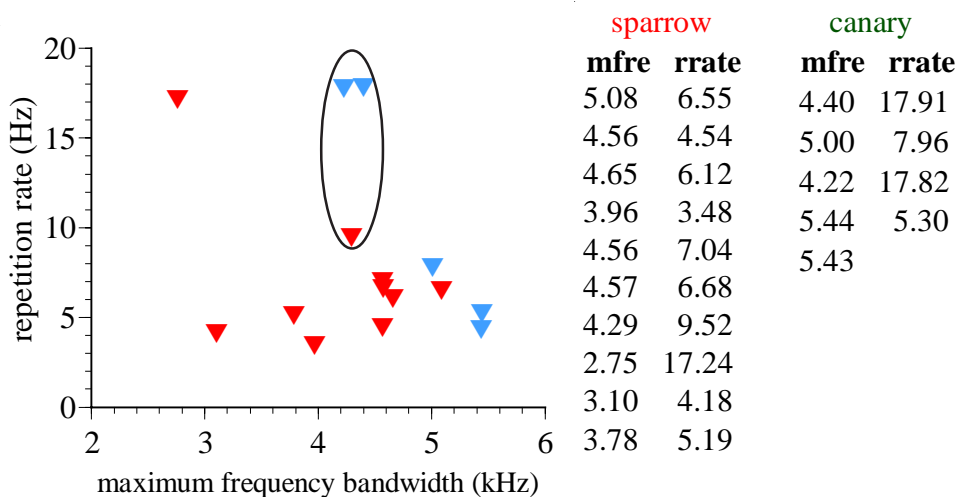 sparrow canary
mfre rrate mfre rrate
5.08 6.55 4.40 17.91
4.56 4.54 5.00 7.96
4.65 6.12 4.22 17.82
3.96 3.48 5.44 5.30
4.56 7.04 5.43
4.57 6.68
4.29 9.52
2.75 17.24
3.10 4.18
3.78 5.19
repetition rate (Hz)
20
15
10
5
0
2 3 4 5 6
maximum frequency bandwidth (kHz)